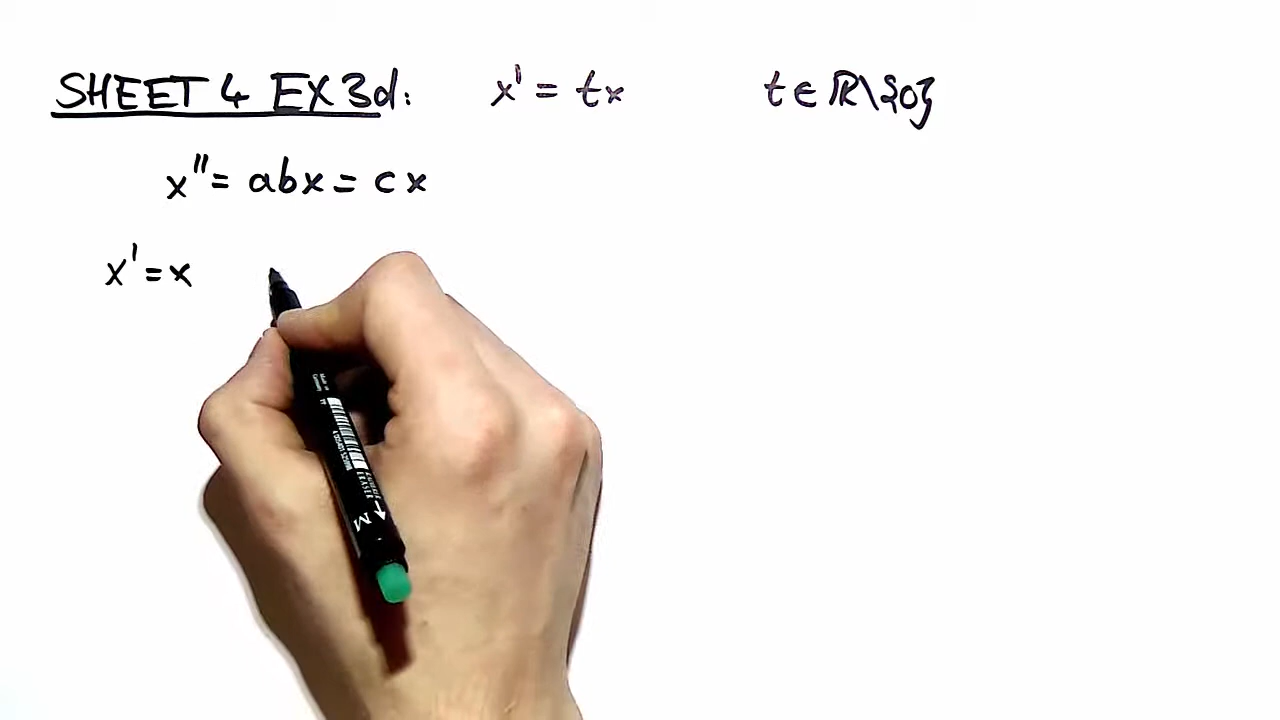 SHEET 4 EX 3d: x' = tx t ∈ ℝ\{0}
x'' = abx = cx
x' = x
M